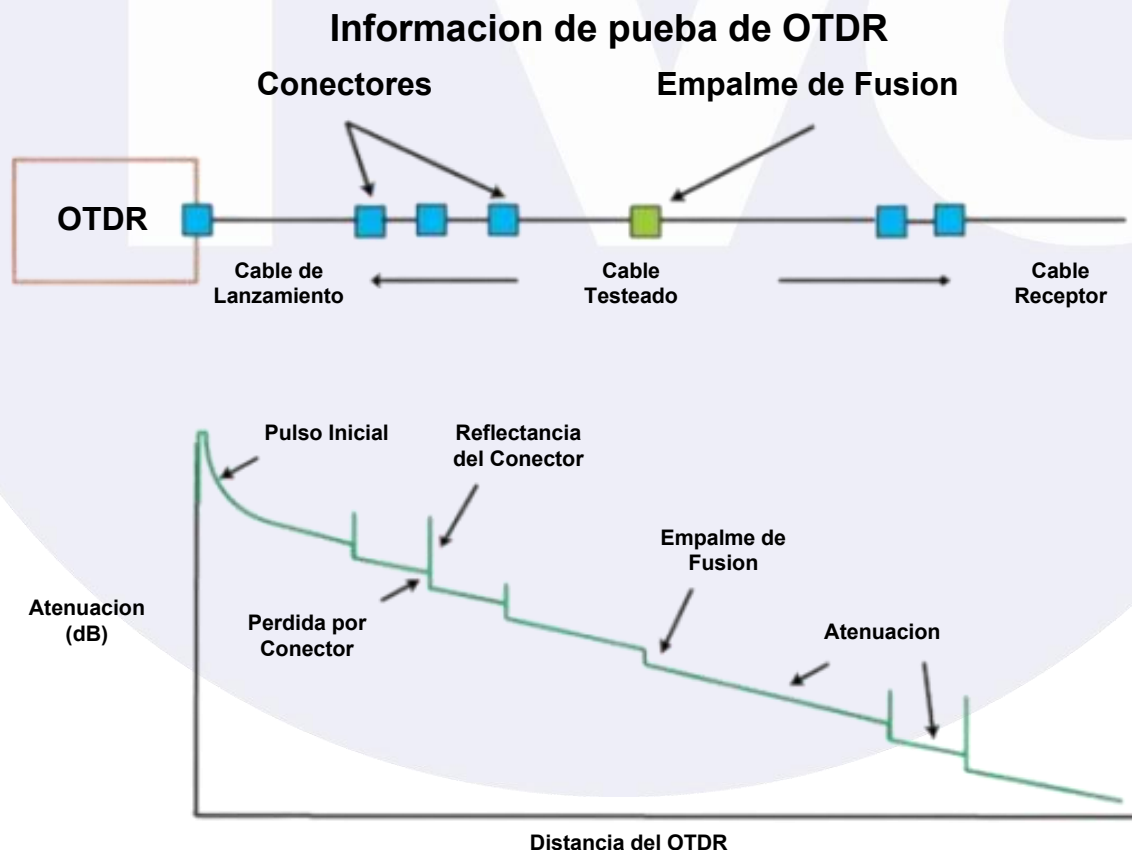 Informacion de pueba de OTDR
Conectores
Empalme de Fusion
OTDR
Cable de
Lanzamiento
Cable
Testeado
Cable
Receptor
Pulso Inicial
Reflectancia
del Conector
Empalme de
Fusion
Atenuacion
(dB)
Perdida por
Conector
Atenuacion
Distancia del OTDR